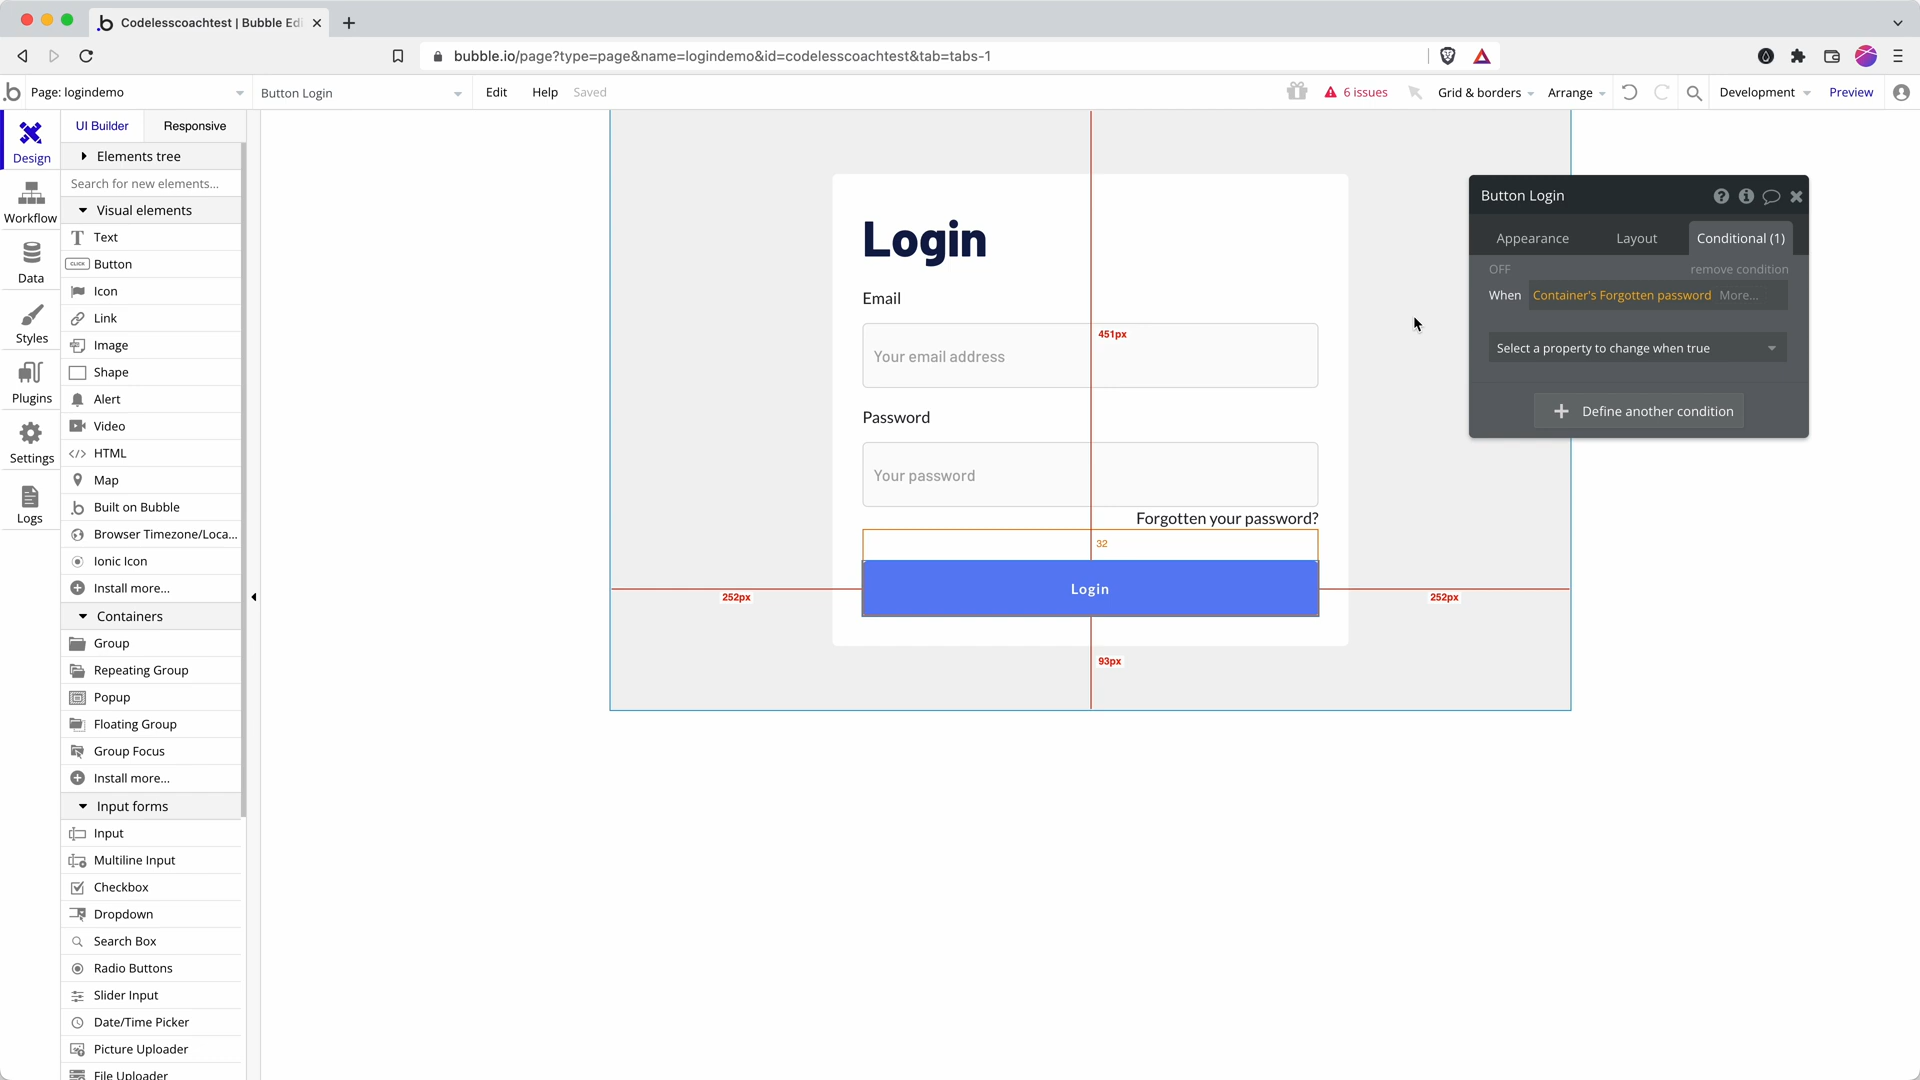 Codelesscoachtest | Bubble Edi
bubble.io/page?type=page&name=logindemo&id=codelesscoachtest&tab=tabs-1
Page: logindemo
Button Login
Edit
Help
Saved
6 issues
Grid & borders
Arrange
Development
Preview
Design
Workflow
Data
Styles
Plugins
Settings
Logs
UI Builder
Responsive
Elements tree
Search for new elements...
Visual elements
Text
CLICK
Button
Icon
Link
Image
Shape
Alert
Video
HTML
Map
Built on Bubble
Browser Timezone/Loca...
Ionic Icon
Install more...
Containers
Group
Repeating Group
Popup
Floating Group
Group Focus
Install more...
Input forms
Input
Multiline Input
Checkbox
Dropdown
Search Box
Radio Buttons
Slider Input
Date/Time Picker
Picture Uploader
File Uploader
Login
Email
451px
Your email address
Password
Your password
Forgotten your password?
32
Login
252px
252px
93px
Button Login
Appearance
Layout
Conditional (1)
OFF
remove condition
When
Container's Forgotten password
More...
Select a property to change when true
Define another condition